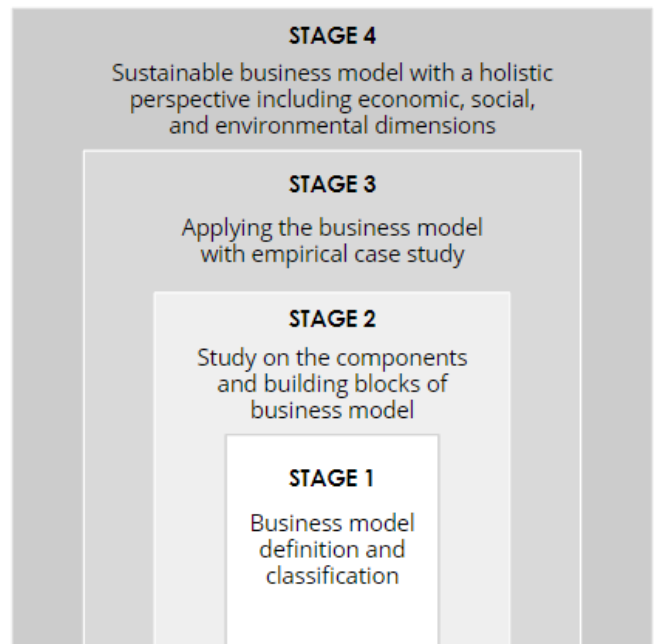 STAGE 4
Sustainable business model with a holistic
perspective including economic, social,
and environmental dimensions
STAGE 3
Applying the business model
with empirical case study
STAGE 2
Study on the components
and building blocks of
business model
STAGE 1
Business model
definition and
classification